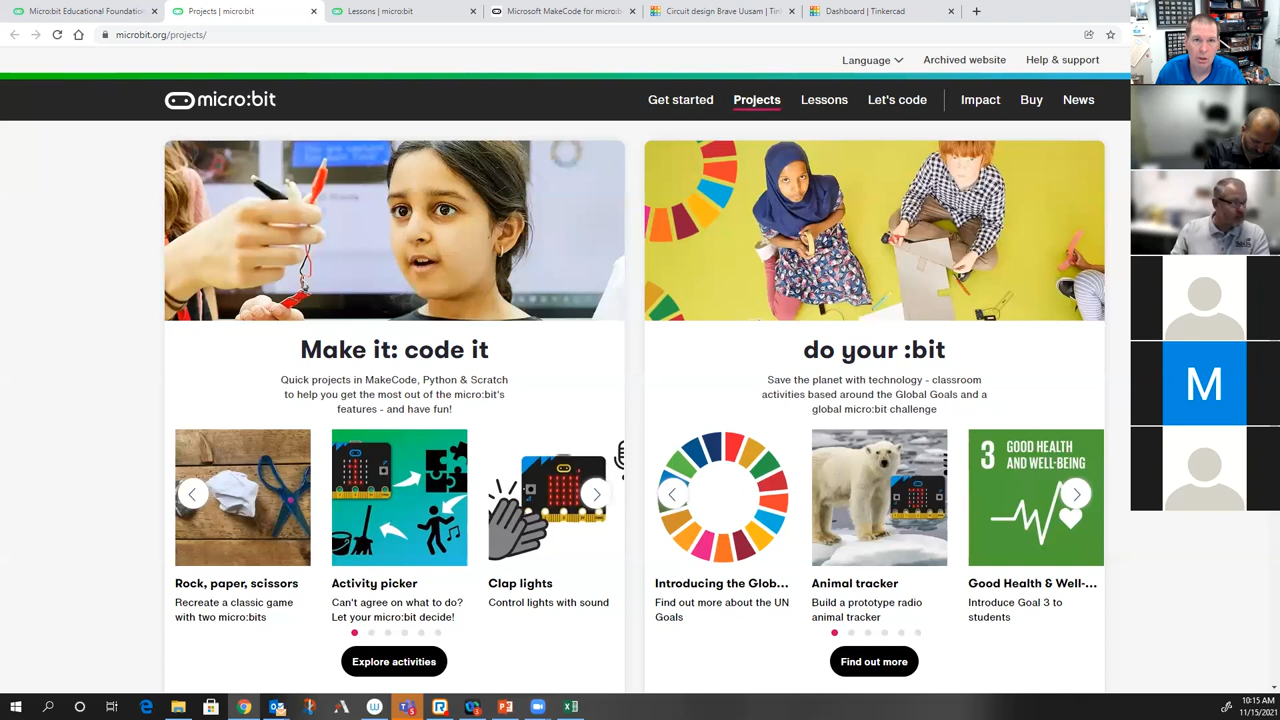 Micro:bit Educational Foundatio
Projects | micro:bit
Lessons | micro:bit
Microsoft MakeCode for micro:b
Circuit design Brave Uusam | Tin
Dashboard | Tinkercad
microbit.org/projects/
Language
Archived website
Help & support
micro:bit
Get started
Projects
Lessons
Let's code
Impact
Buy
News
Make it: code it
Quick projects in MakeCode, Python & Scratch
to help you get the most out of the micro:bit's
features - and have fun!
Rock, paper, scissors
Recreate a classic game
with two micro:bits
Activity picker
Can't agree on what to do?
Let your micro:bit decide!
Clap lights
Control lights with sound
Explore activities
do your :bit
Save the planet with technology - classroom
activities based around the Global Goals and a
global micro:bit challenge
3 GOOD HEALTH
AND WELL-BEING
Introducing the Glob...
Find out more about the UN
Goals
Animal tracker
Build a prototype radio
animal tracker
Good Health & Well-...
Introduce Goal 3 to
students
Find out more
M
10:15 AM
11/15/2021